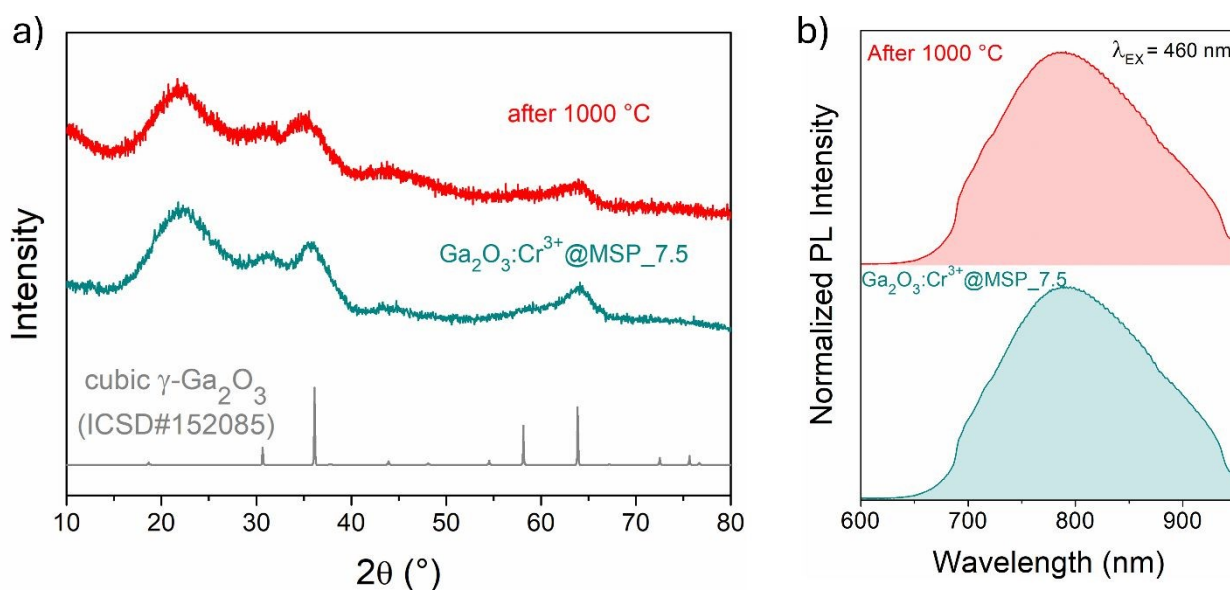 a)
after 1000 °C
Ga₂O₃:Cr³⁺@MSP_7.5
cubic γ-Ga₂O₃
(ICSD#152085)
Intensity
10 20 30 40 50 60 70 80
2θ (°)
b)
After 1000 °C
λEX = 460 nm
Ga₂O₃:Cr³⁺@MSP_7.5
Normalized PL Intensity
600 700 800 900
Wavelength (nm)